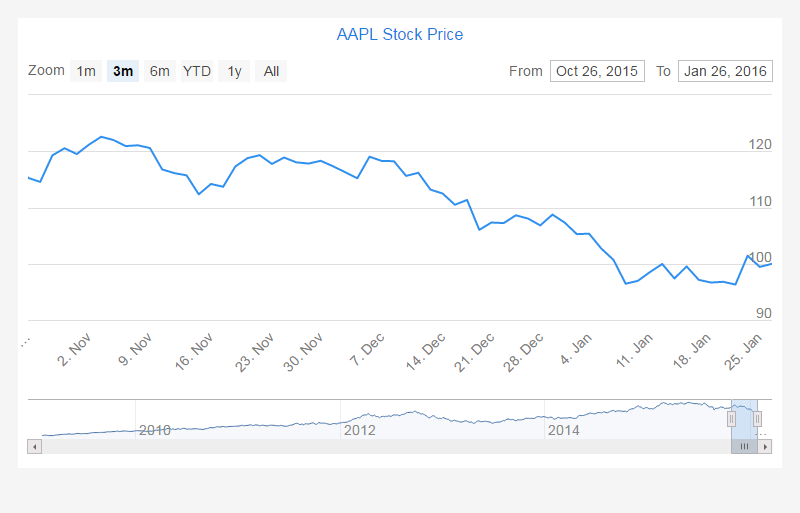 AAPL Stock Price
Zoom 1m 3m 6m YTD 1y All From Oct 26, 2015 To Jan 26, 2016
120
110
100
90
... 2. Nov 9. Nov 16. Nov 23. Nov 30. Nov 7. Dec 14. Dec 21. Dec 28. Dec 4. Jan 11. Jan 18. Jan 25. Jan
2010 2012 2014 ...